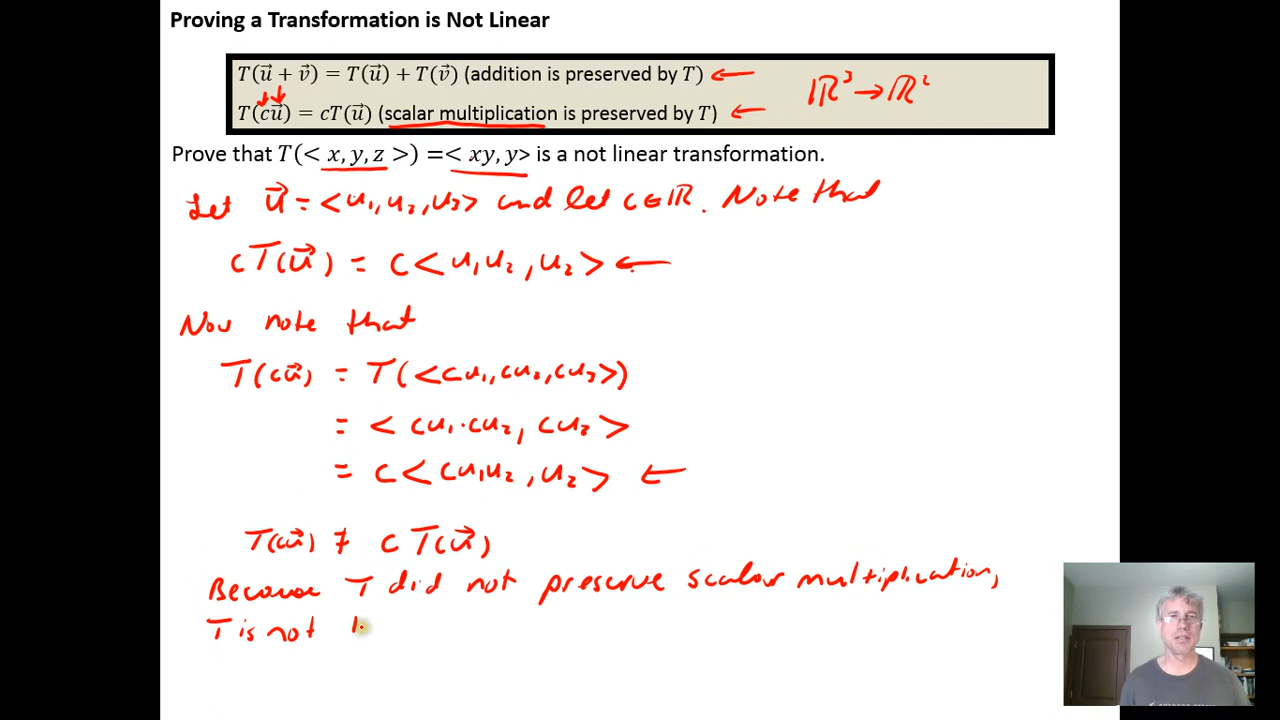 Proving a Transformation is Not Linear
T(u⃗ + v⃗) = T(u⃗) + T(v⃗) (addition is preserved by T) ←
ℝ³ → ℝ²
T(cu⃗) = cT(u⃗) (scalar multiplication is preserved by T) ←
Prove that T(< x, y, z >) =< xy, y> is a not linear transformation.
Let u⃗ = <u₁, u₂, u₃> and let c∈ℝ. Note that
cT(u⃗) = c<u₁u₂, u₂> ←
Now note that
T(cu⃗) = T(<cu₁, cu₂, cu₃>)
= <cu₁·cu₂, cu₂>
= c<cu₁u₂, u₂> ←
T(cu⃗) ≠ cT(u⃗)
Because T did not preserve scalar multiplication,
T is not l